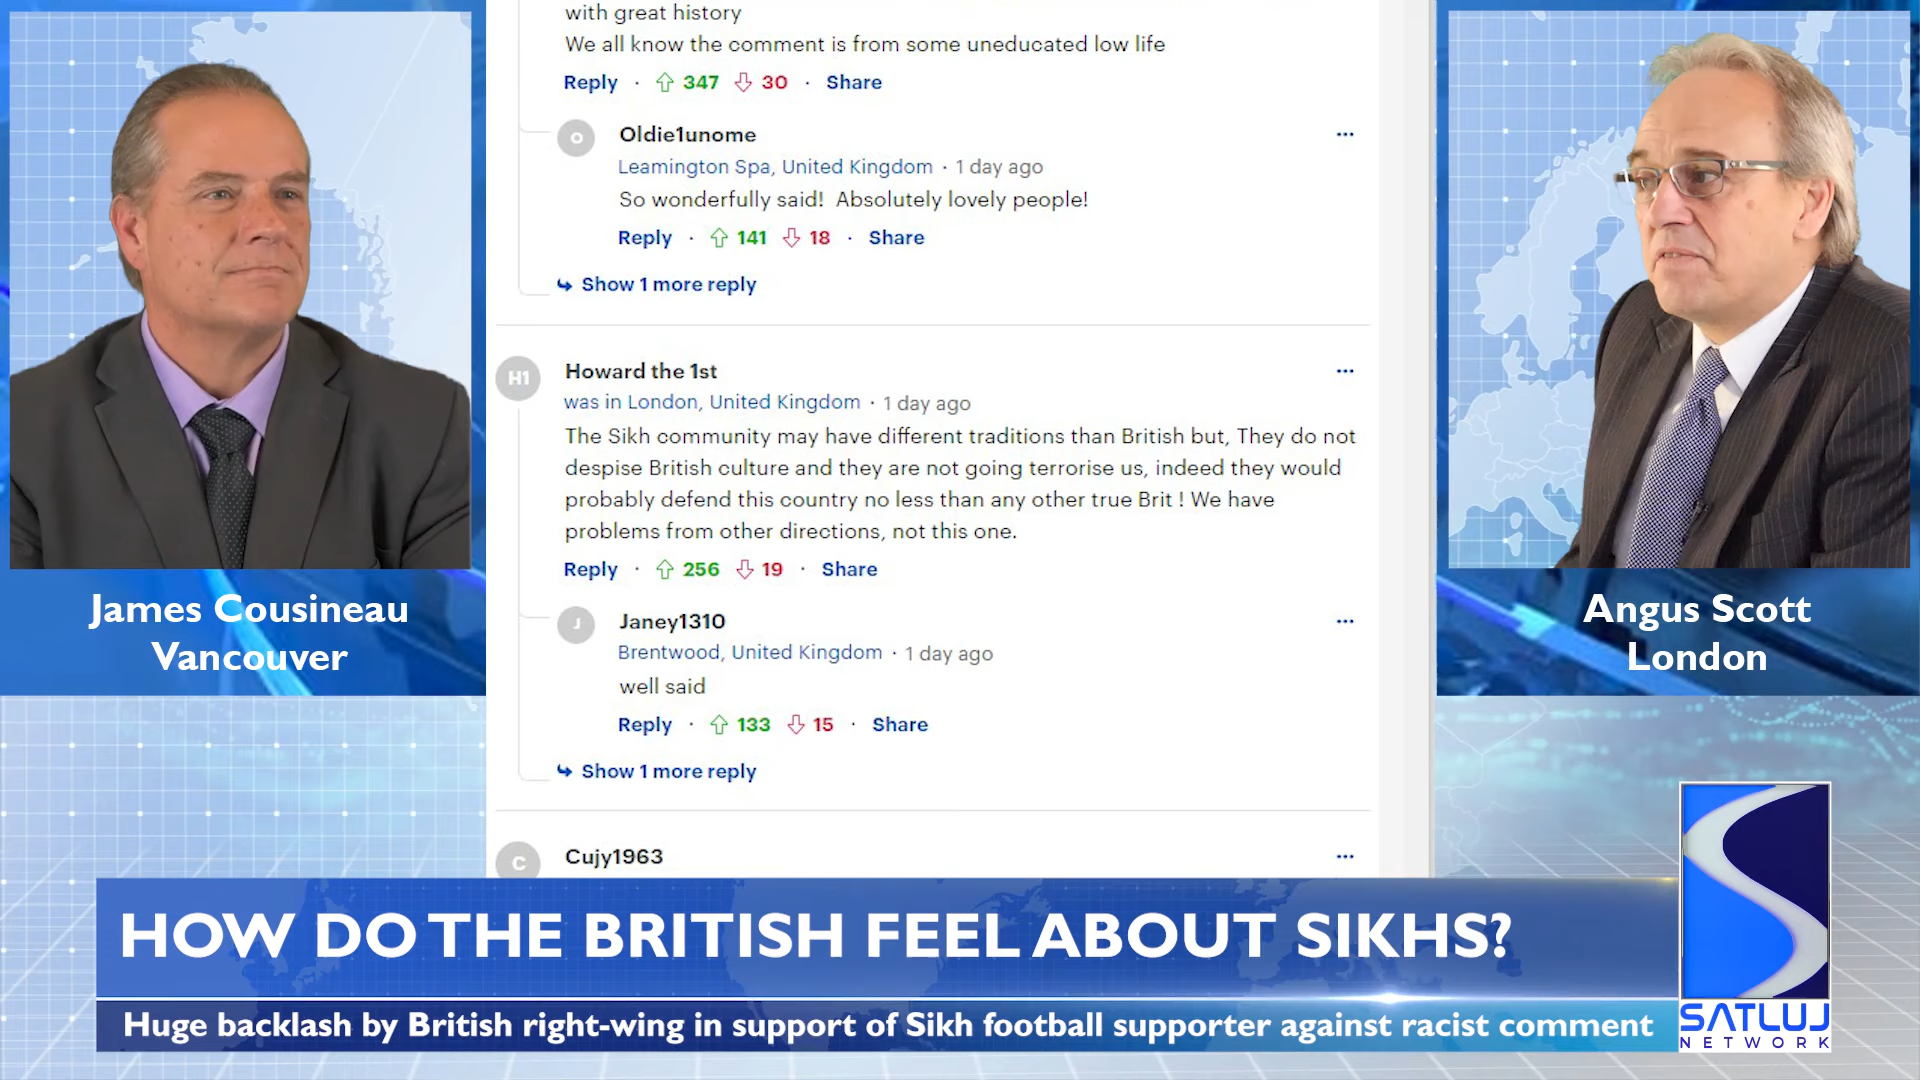 with great history
We all know the comment is from some uneducated low life
Reply · 347 30 · Share
O
Oldie1unome
...
Leamington Spa, United Kingdom · 1 day ago
So wonderfully said! Absolutely lovely people!
Reply · 141 18 · Share
Show 1 more reply
H1
Howard the 1st
...
was in London, United Kingdom · 1 day ago
The Sikh community may have different traditions than British but, They do not
despise British culture and they are not going terrorise us, indeed they would
probably defend this country no less than any other true Brit ! We have
problems from other directions, not this one.
Reply · 256 19 · Share
J
Janey1310
...
Brentwood, United Kingdom · 1 day ago
well said
Reply · 133 15 · Share
Show 1 more reply
C
Cujy1963
...
James Cousineau
Vancouver
Angus Scott
London
HOW DO THE BRITISH FEEL ABOUT SIKHS?
Huge backlash by British right-wing in support of Sikh football supporter against racist comment
SATLUJ
NETWORK